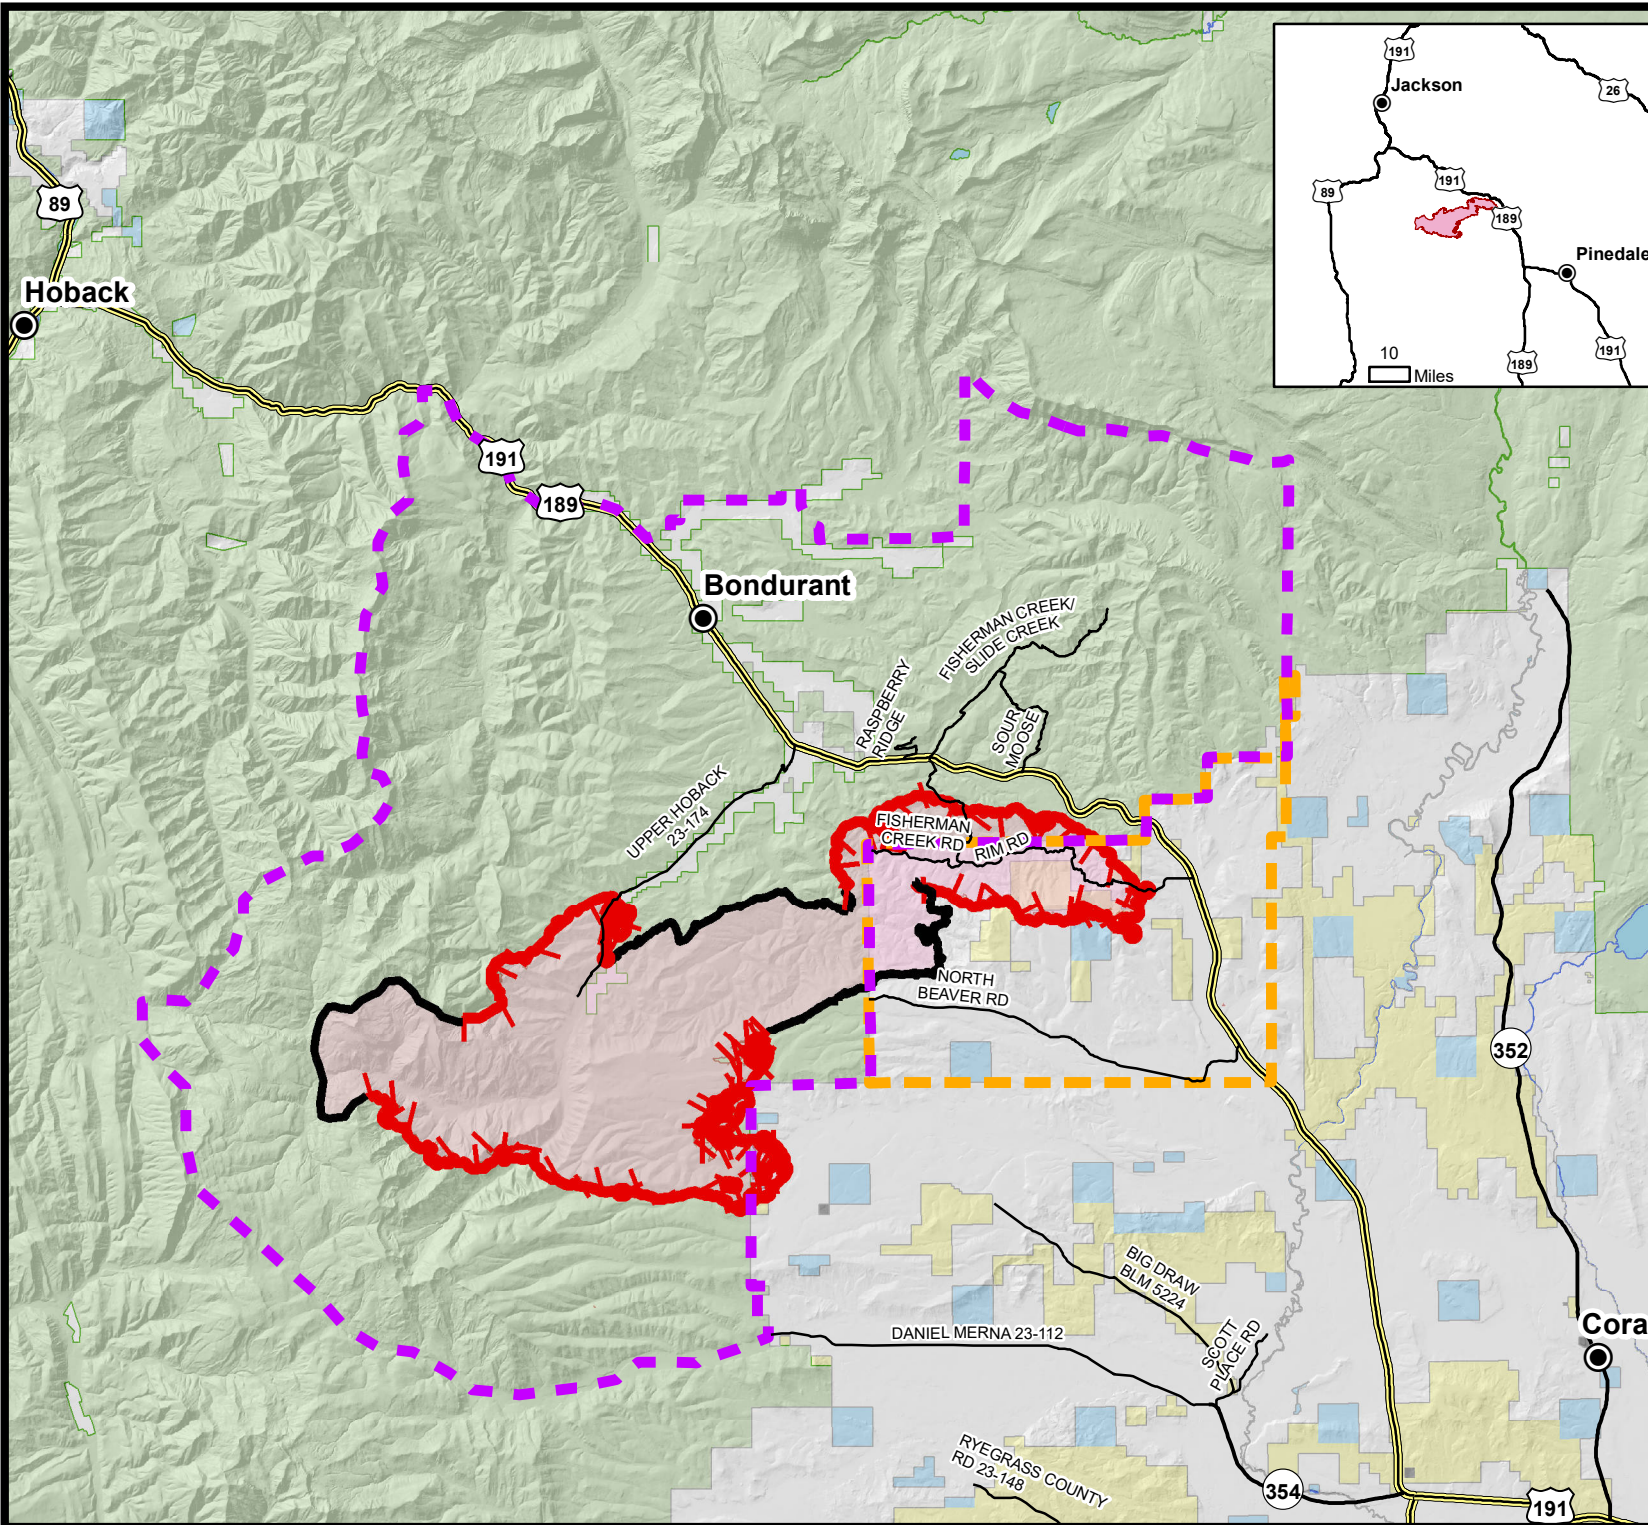 191
Jackson
26
191
89
189
Pinedale
10
Miles
189
191
89
Hoback
191
189
Bondurant
FISHERMAN CREEK/
SLIDE CREEK
RASPBERRY
RIDGE
SOUR
MOOSE
UPPER HOBACK
23-174
FISHERMAN
CREEK RD
RIM RD
NORTH
BEAVER RD
352
BIG DRAW
BLM 5224
SCOTT
PLACE RD
DANIEL MERNA 23-112
Cora
RYEGRASS COUNTY
RD 23-148
354
191